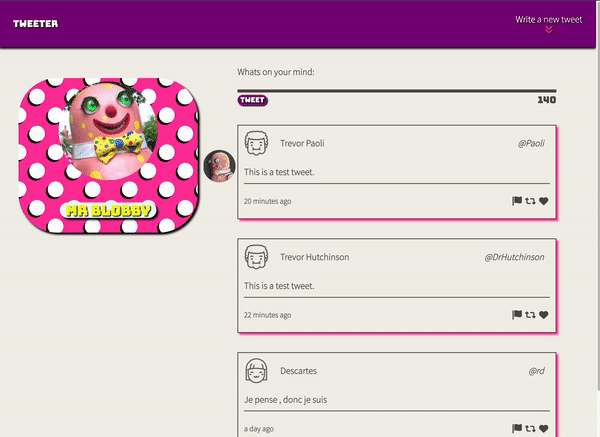 TWEETER
Write a new tweet
Whats on your mind:
TWEET
140
MR BLOBBY
Trevor Paoli
@Paoli
This is a test tweet.
20 minutes ago
Trevor Hutchinson
@DrHutchinson
This is a test tweet.
22 minutes ago
Descartes
@rd
Je pense , donc je suis
a day ago